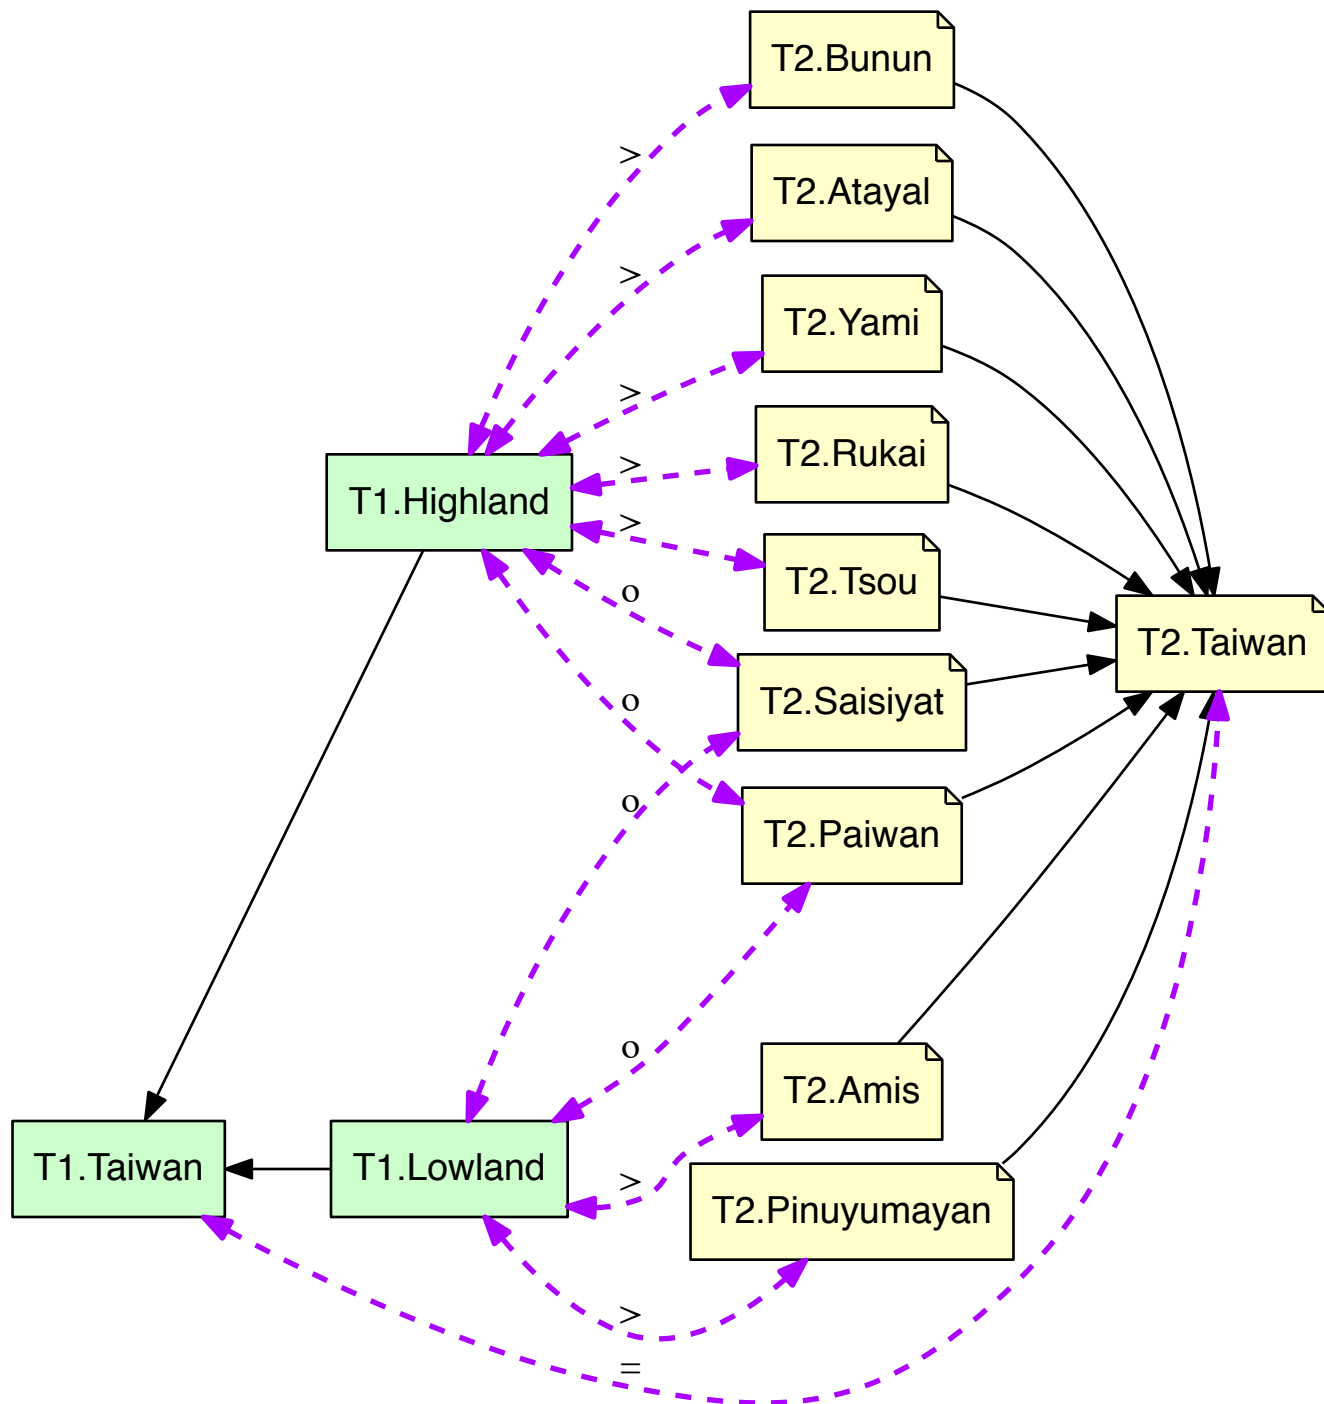 T2.Bunun
>
T2.Atayal
>
T2.Yami
>
T2.Rukai
>
T1.Highland
>
T2.Tsou
o
T2.Taiwan
T2.Saisiyat
o
o
T2.Paiwan
o
T2.Amis
T1.Taiwan
T1.Lowland
>
T2.Pinuyumayan
>
=